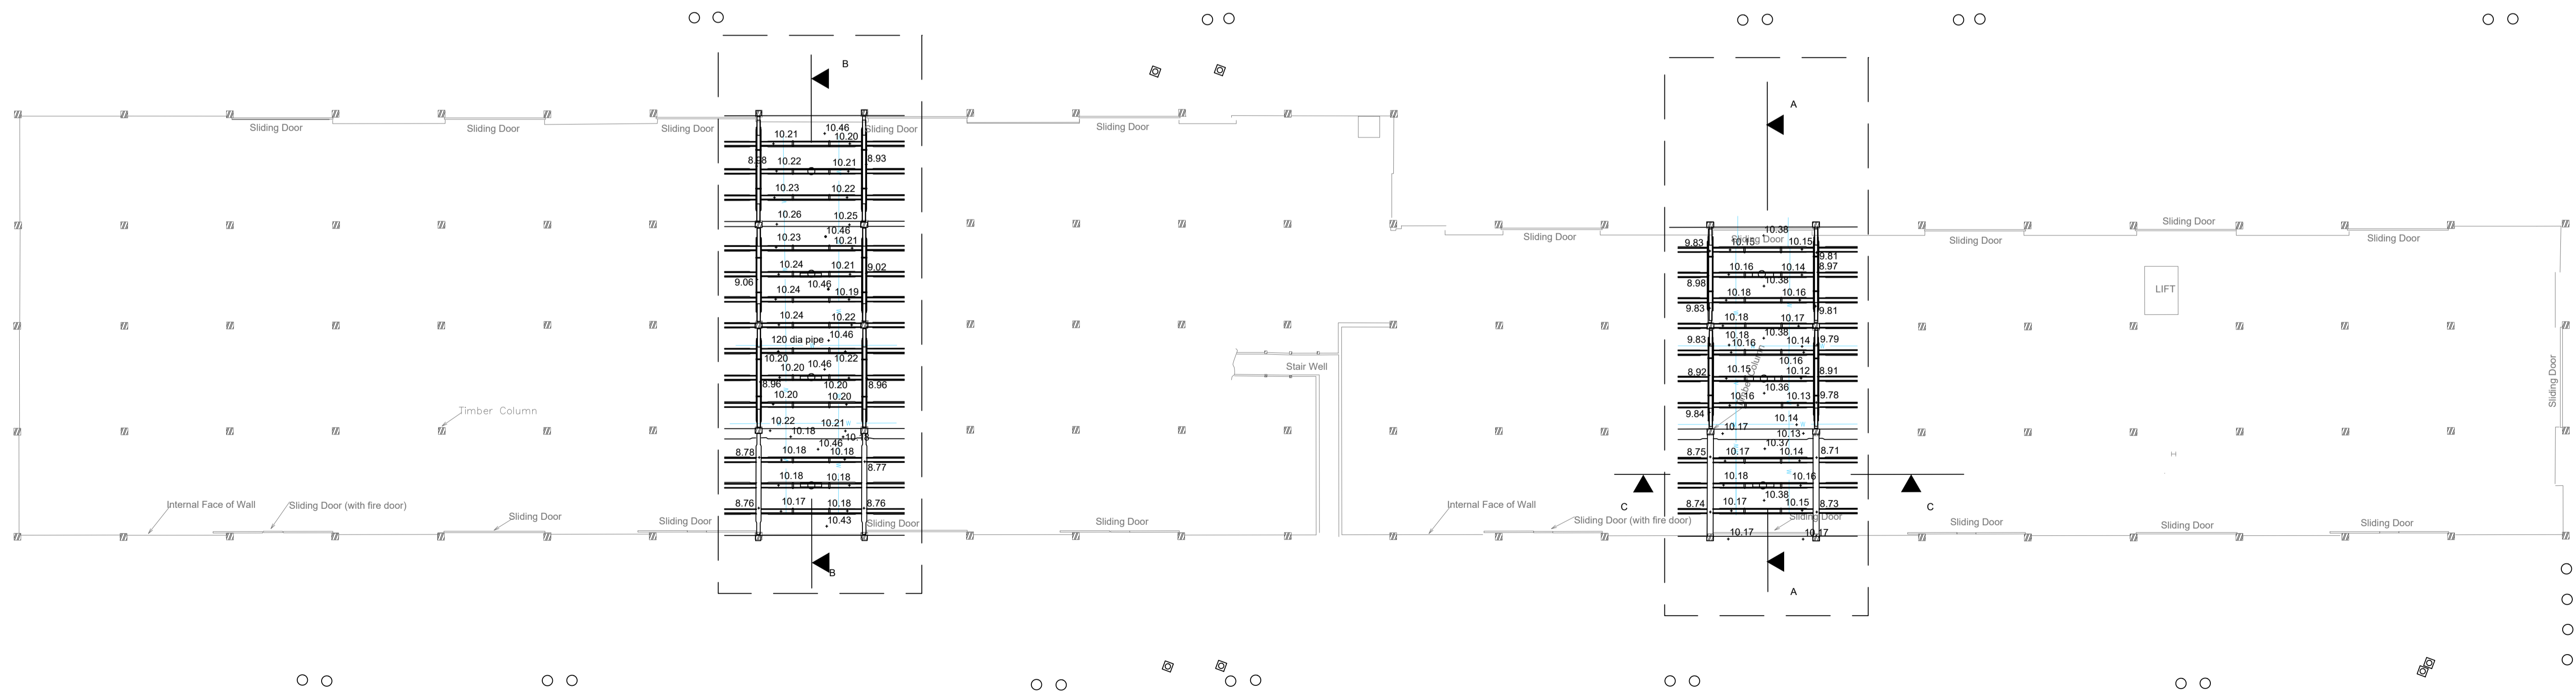 B
A
Sliding Door
Sliding Door
Sliding Door
Sliding Door
Sliding Door
10.21
10.46
10.20
8.98
10.22
10.21
8.93
10.23
10.22
10.26
10.25
10.46
10.23
10.21
10.24
10.21
9.02
9.06
10.46
10.24
10.19
10.24
10.22
10.46
120 dia pipe
10.20
10.46
10.22
10.20
8.96
10.20
8.96
10.20
10.20
10.22
10.21
10.18
10.18
10.46
8.78
10.18
10.18
8.77
10.18
10.18
8.76
10.17
10.18
8.76
10.43
B
Sliding Door
10.38
9.83
10.15
Sliding Door
10.15
9.81
10.16
10.14
8.97
8.98
10.38
10.18
10.16
9.83
9.81
10.18
10.17
9.83
10.38
10.16
10.14
9.79
10.16
8.92
10.15
10.12
8.91
10.36
10.16
10.13
9.78
9.84
10.14
10.17
10.13
10.37
8.75
10.17
10.14
8.71
10.18
10.16
10.38
8.74
10.17
10.15
8.73
10.17
10.17
Timber Column
A
Sliding Door
Sliding Door
Sliding Door
LIFT
Sliding Door
H
Stair Well
Timber Column
Internal Face of Wall
Sliding Door (with fire door)
Sliding Door
Sliding Door
Sliding Door
Sliding Door
Internal Face of Wall
Sliding Door (with fire door)
Sliding Door
C
C
Sliding Door
Sliding Door
Sliding Door